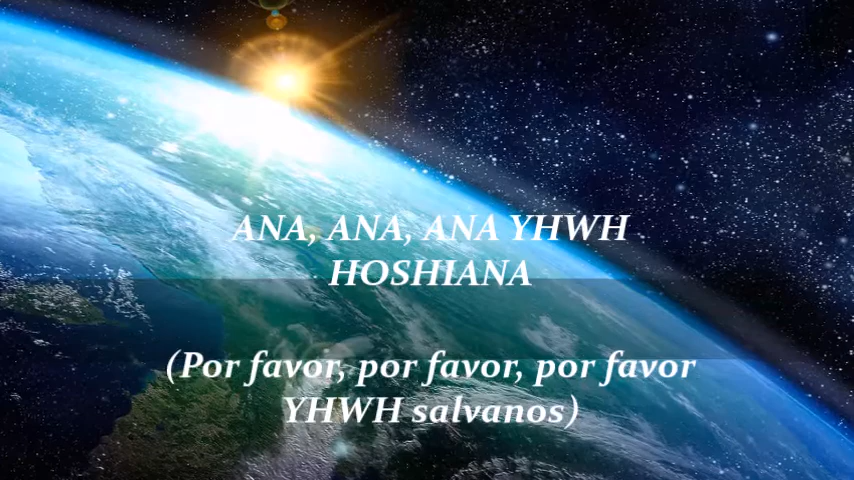 ANA, ANA, ANA YHWH
HOSHIANA
(Por favor, por favor, por favor
YHWH salvanos)